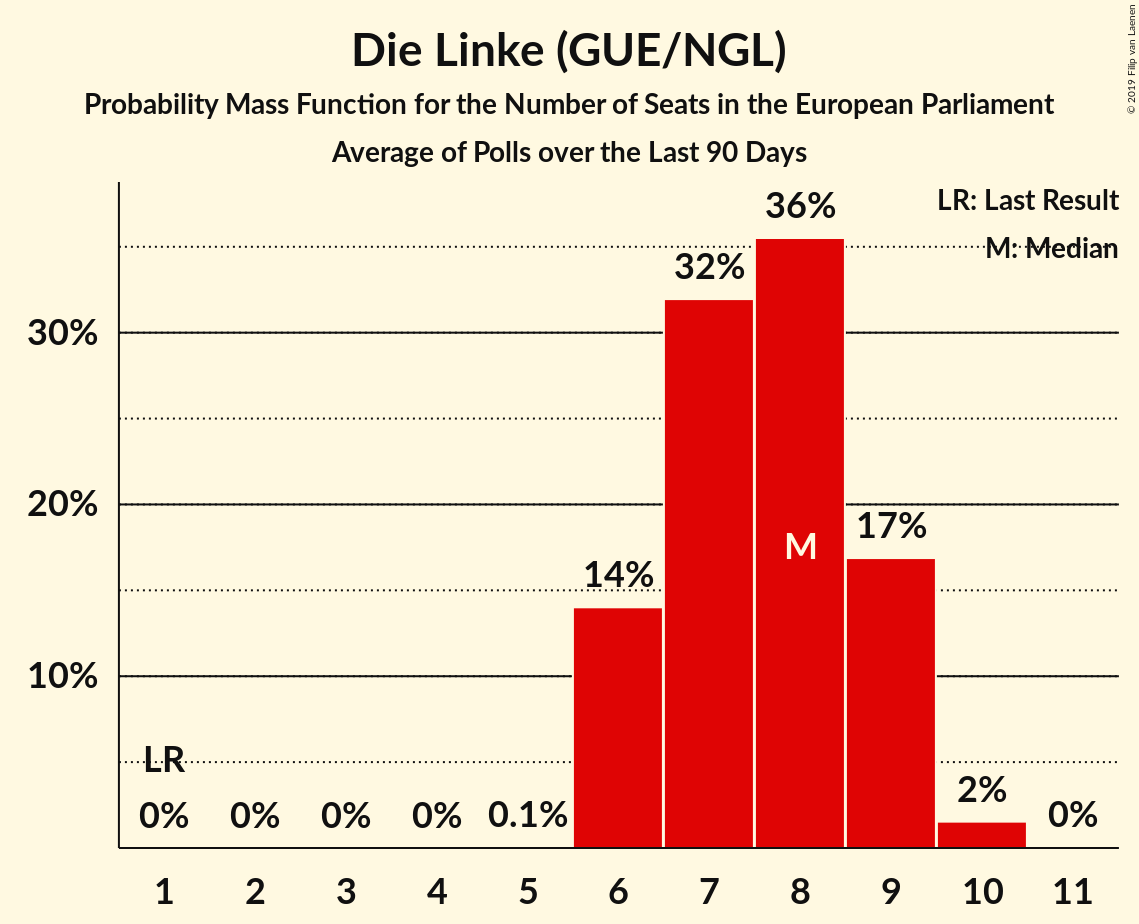 Die Linke (GUE/NGL)
Probability Mass Function for the Number of Seats in the European Parliament
Average of Polls over the Last 90 Days
© 2019 Filip van Laenen
LR: Last Result
M: Median
36%
32%
30%
20%
17%
M
14%
10%
LR
2%
0% 0% 0% 0% 0.1% 0%
1 2 3 4 5 6 7 8 9 10 11